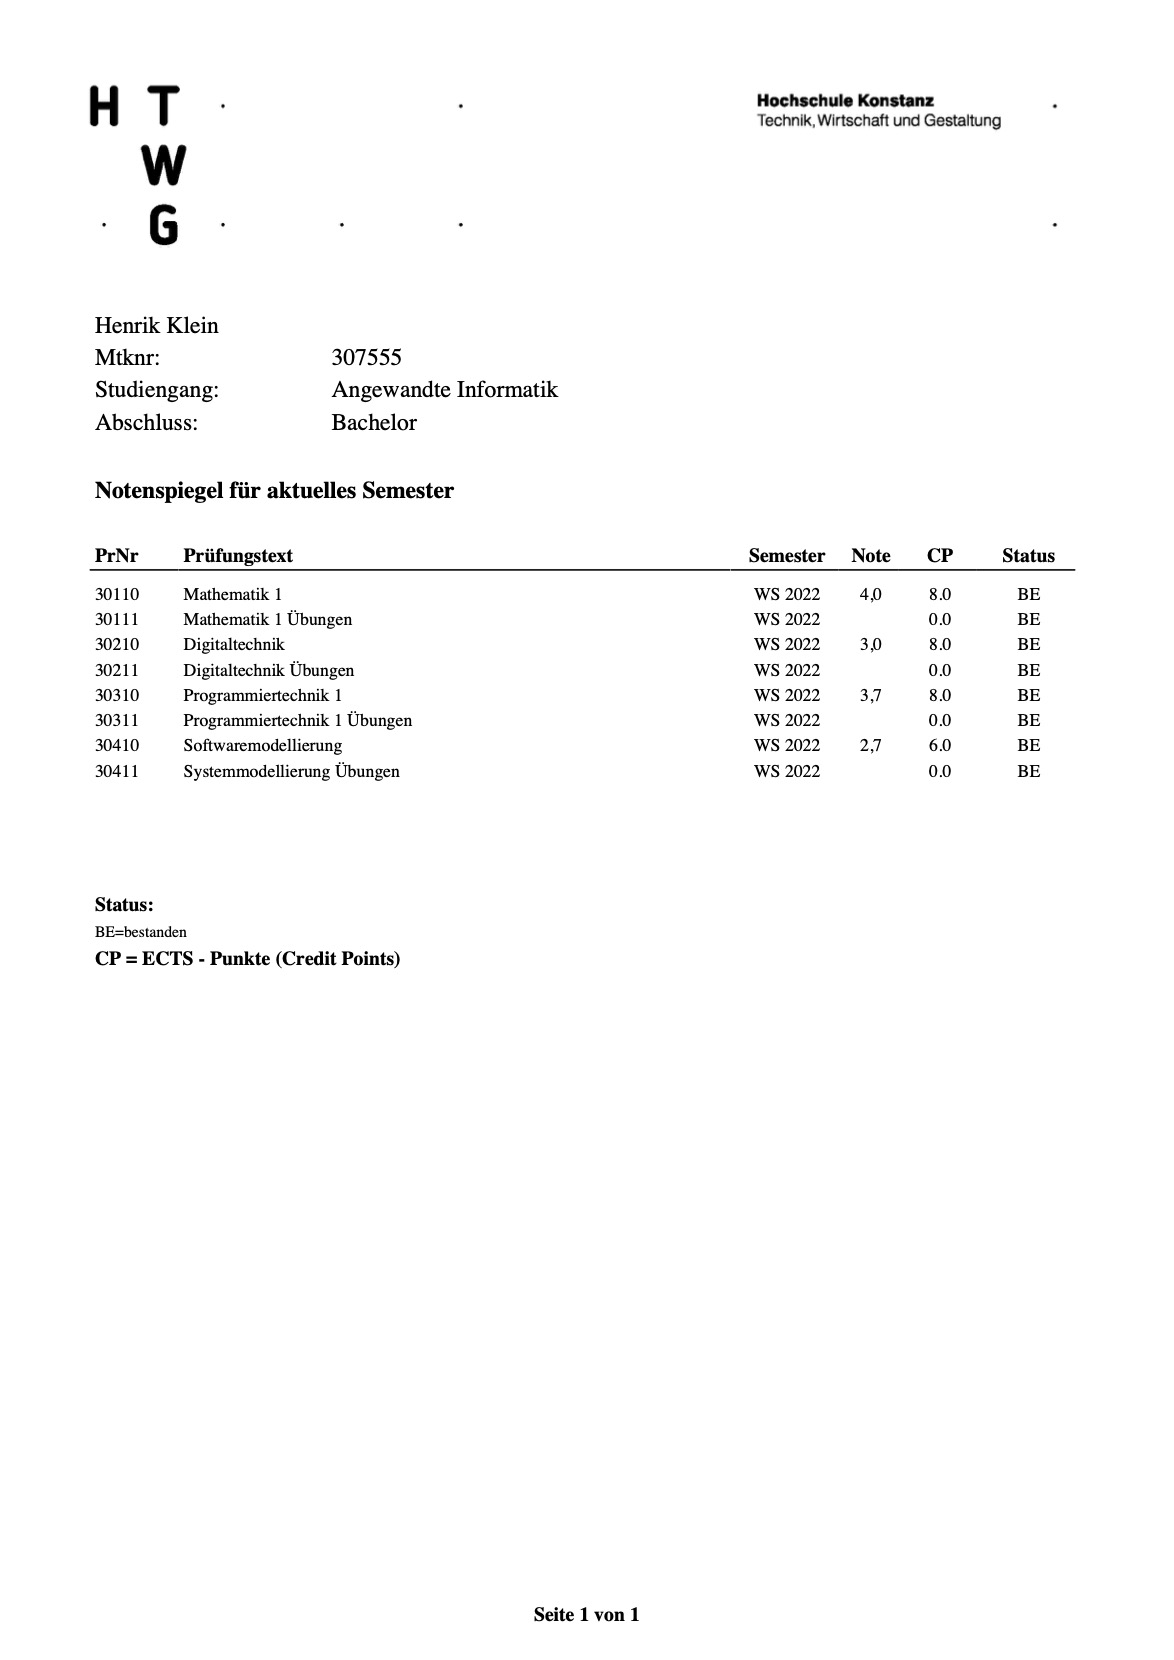 H T
W
G
Hochschule Konstanz
Technik, Wirtschaft und Gestaltung
Henrik Klein
Mtknr: 307555
Studiengang: Angewandte Informatik
Abschluss: Bachelor
Notenspiegel für aktuelles Semester
PrNr Prüfungstext Semester Note CP Status
30110 Mathematik 1 WS 2022 4,0 8.0 BE
30111 Mathematik 1 Übungen WS 2022 0.0 BE
30210 Digitaltechnik WS 2022 3,0 8.0 BE
30211 Digitaltechnik Übungen WS 2022 0.0 BE
30310 Programmiertechnik 1 WS 2022 3,7 8.0 BE
30311 Programmiertechnik 1 Übungen WS 2022 0.0 BE
30410 Softwaremodellierung WS 2022 2,7 6.0 BE
30411 Systemmodellierung Übungen WS 2022 0.0 BE
Status:
BE=bestanden
CP = ECTS - Punkte (Credit Points)
Seite 1 von 1